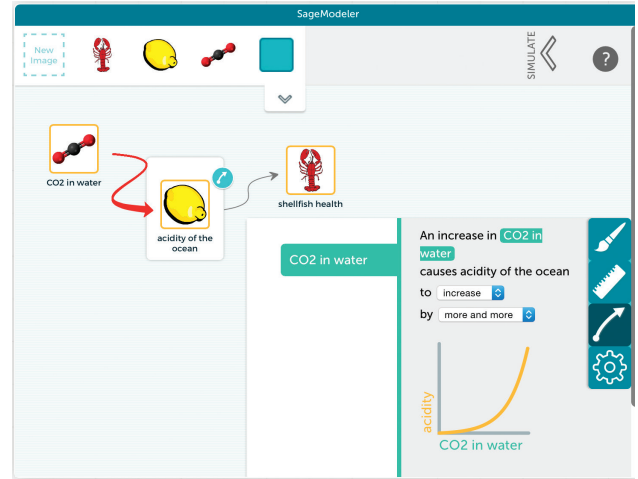 SageModeler
New
Image
SIMULATE
?
CO2 in water
acidity of the
ocean
shellfish health
CO2 in water
An increase in CO2 in
water
causes acidity of the ocean
to increase
by more and more
acidity
CO2 in water